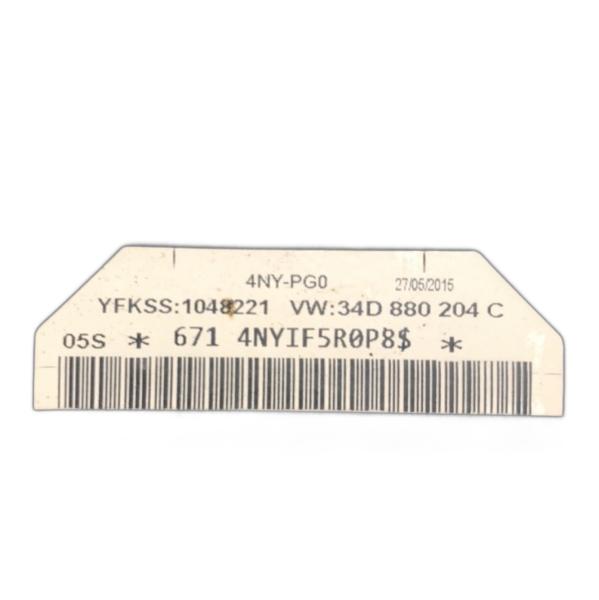 4NY-PG0 27/05/2015
YFKSS:1048221 VW:34D 880 204 C
05S * 671 4NYIF5R0P8$ *